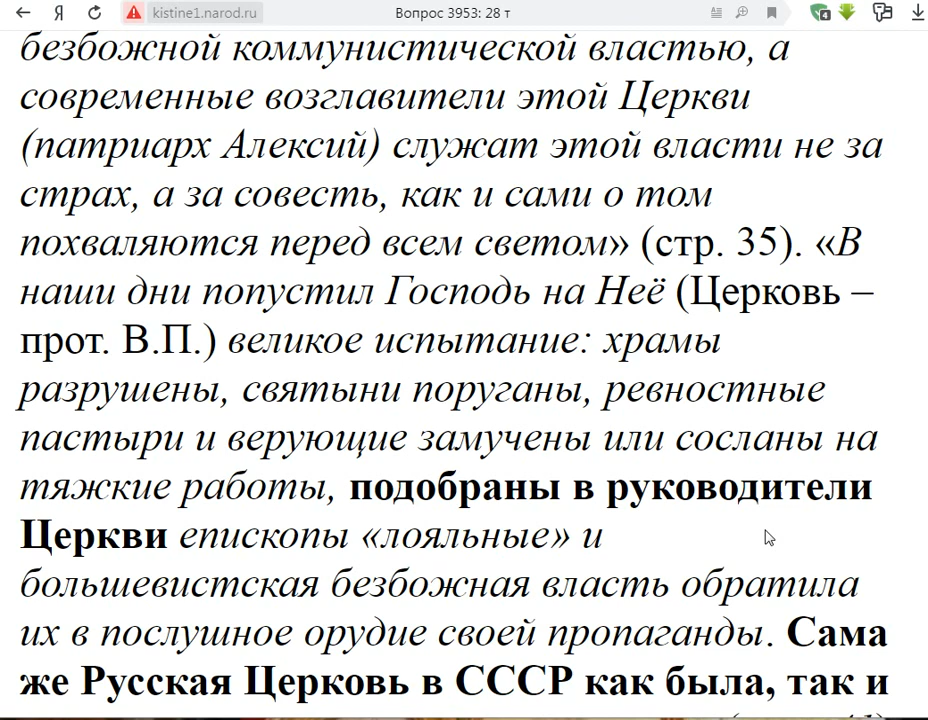 kistine1.narod.ru Вопрос 3953: 28 т 4
безбожной коммунистической властью, а
современные возглавители этой Церкви
(патриарх Алексий) служат этой власти не за
страх, а за совесть, как и сами о том
похваляются перед всем светом» (стр. 35). «В
наши дни попустил Господь на Неё (Церковь –
прот. В.П.) великое испытание: храмы
разрушены, святыни поруганы, ревностные
пастыри и верующие замучены или сосланы на
тяжкие работы, подобраны в руководители
Церкви епископы «лояльные» и
большевистская безбожная власть обратила
их в послушное орудие своей пропаганды. Сама
же Русская Церковь в СССР как была, так и